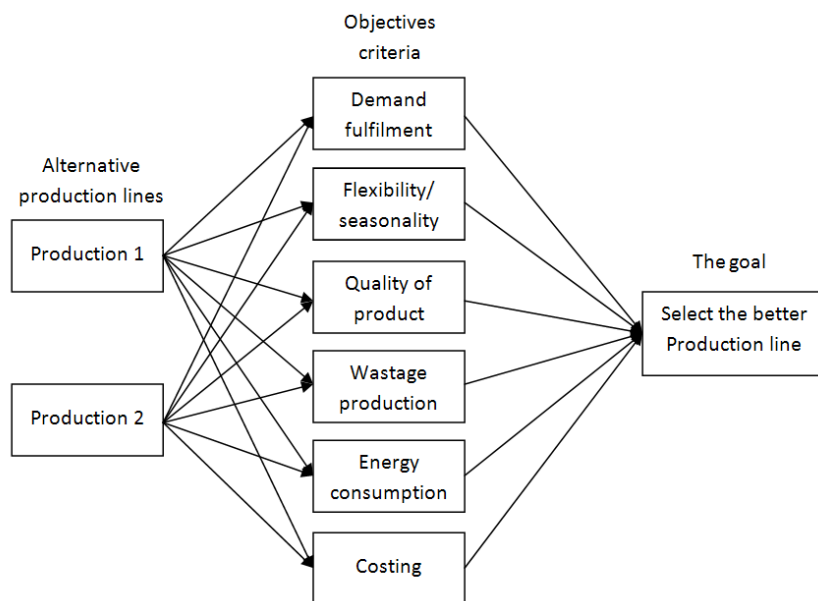 Objectives
criteria
Demand
fulfilment
Alternative
production lines
Flexibility/
seasonality
Production 1
Quality of
product
The goal
Select the better
Production line
Wastage
production
Production 2
Energy
consumption
Costing